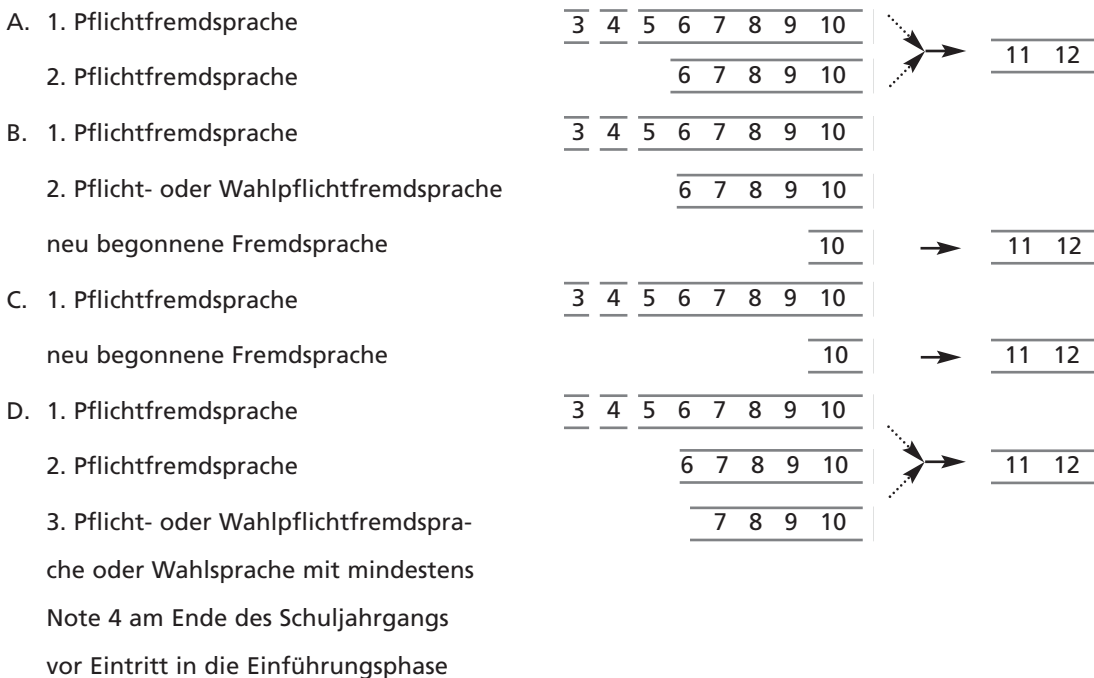 A. 1. Pflichtfremdsprache 3 4 5 6 7 8 9 10 11 12
2. Pflichtfremdsprache 6 7 8 9 10
B. 1. Pflichtfremdsprache 3 4 5 6 7 8 9 10
2. Pflicht- oder Wahlpflichtfremdsprache 6 7 8 9 10
neu begonnene Fremdsprache 10 11 12
C. 1. Pflichtfremdsprache 3 4 5 6 7 8 9 10
neu begonnene Fremdsprache 10 11 12
D. 1. Pflichtfremdsprache 3 4 5 6 7 8 9 10
2. Pflichtfremdsprache 6 7 8 9 10 11 12
3. Pflicht- oder Wahlpflichtfremdspra- 7 8 9 10
che oder Wahlsprache mit mindestens
Note 4 am Ende des Schuljahrgangs
vor Eintritt in die Einführungsphase